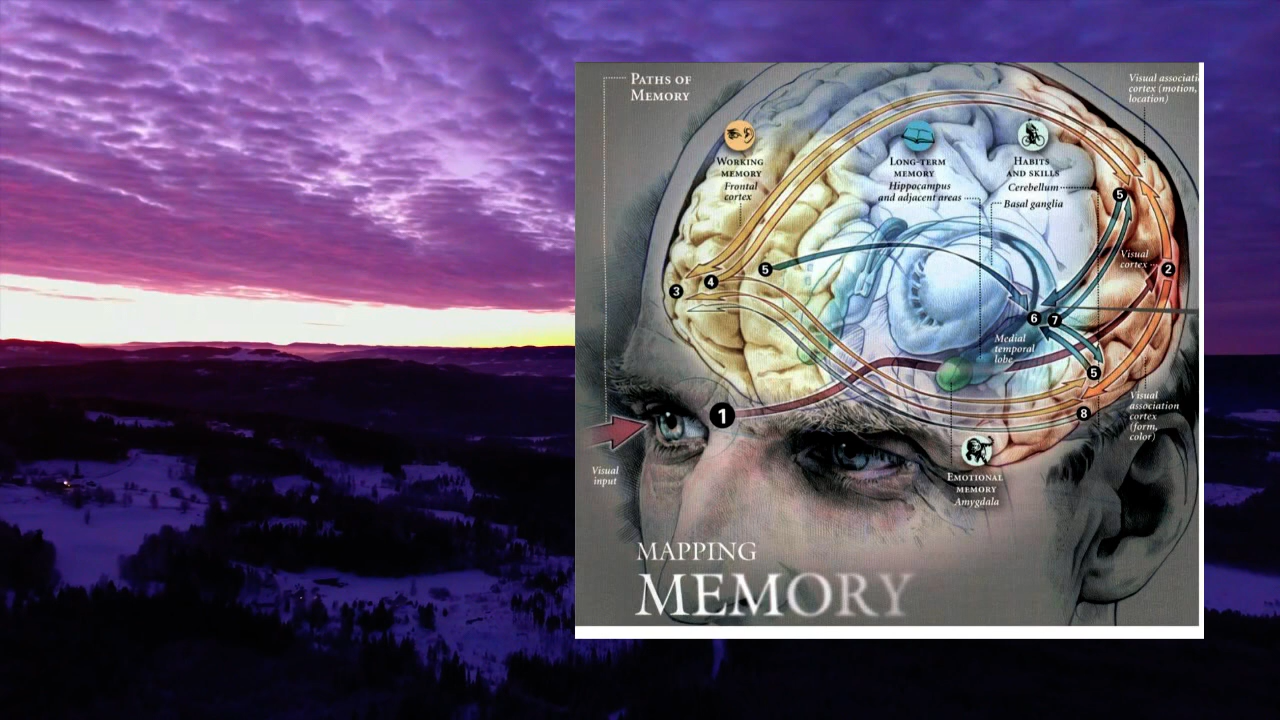 PATHS OF
MEMORY
Visual associati
cortex (motion,
location)
WORKING
MEMORY
Frontal
cortex
LONG-TERM
MEMORY
Hippocampus
and adjacent areas
HABITS
AND SKILLS
Cerebellum
Basal ganglia
5
Visual
cortex
2
5
4
3
6
7
Medial
temporal
lobe
5
1
8
Visual
association
cortex
(form,
color)
Visual
input
EMOTIONAL
MEMORY
Amygdala
MAPPING
MEMORY